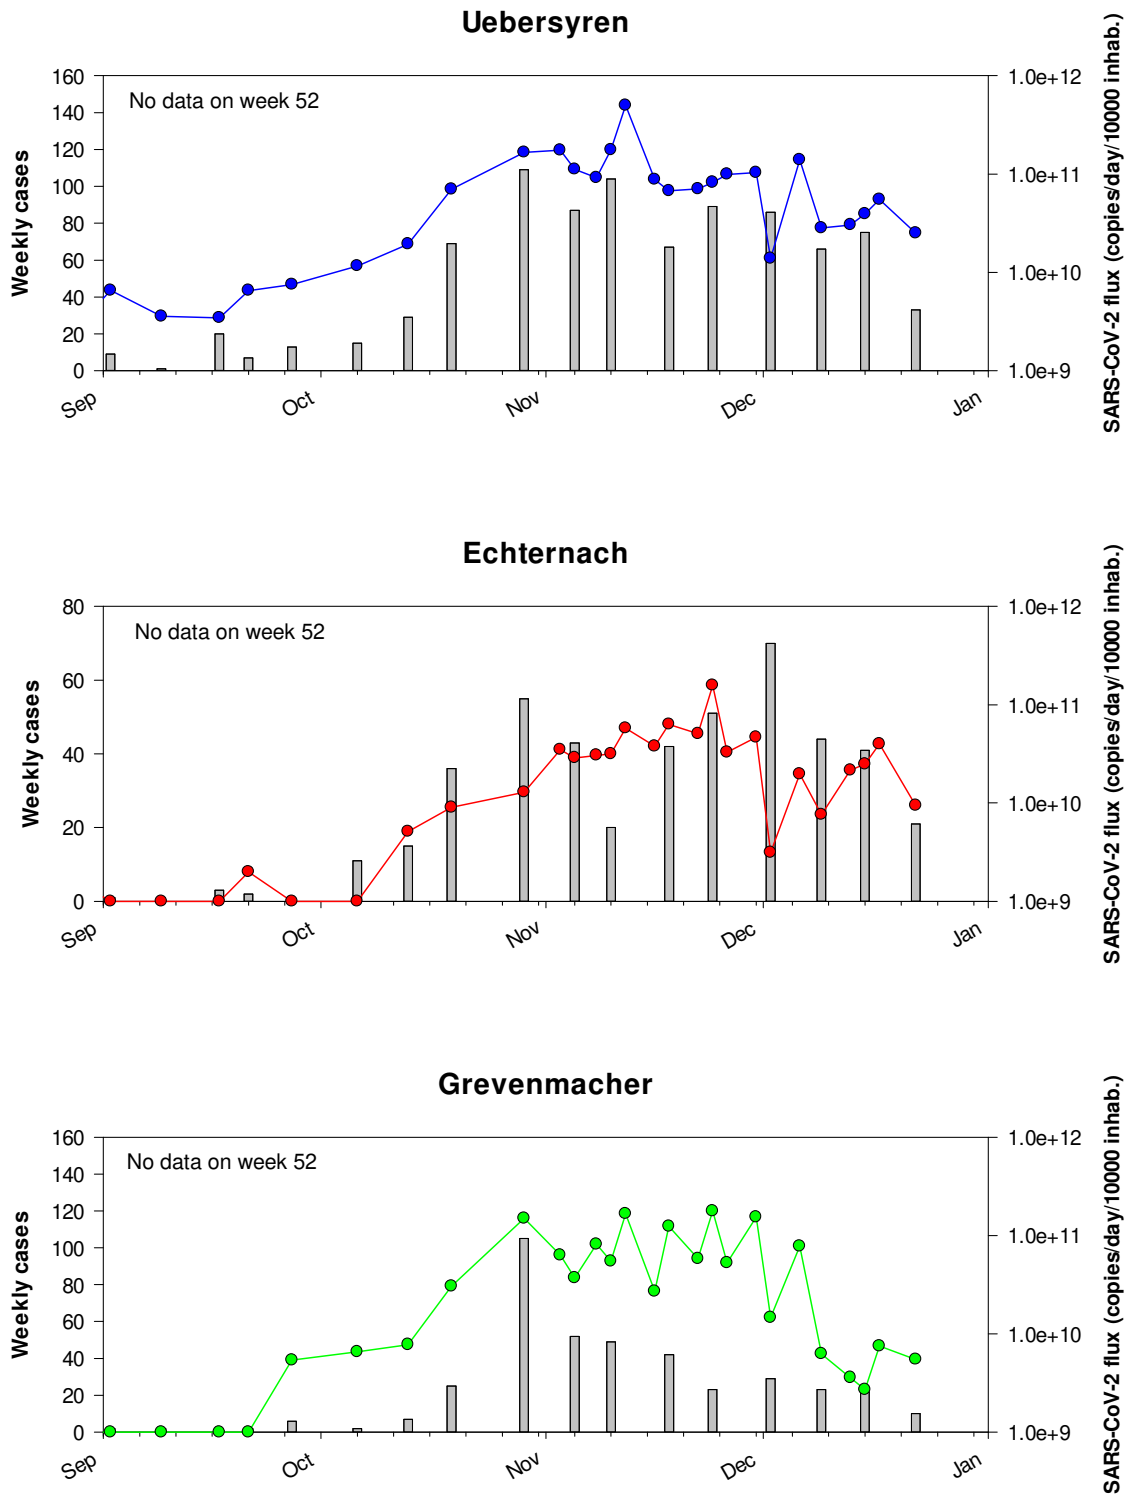 Uebersyren
No data on week 52
Weekly cases
160
140
120
100
80
60
40
20
0
1.0e+12
1.0e+11
1.0e+10
1.0e+9
SARS-CoV-2 flux (copies/day/10000 inhab.)
Sep Oct Nov Dec Jan
Echternach
No data on week 52
Weekly cases
80
60
40
20
0
1.0e+12
1.0e+11
1.0e+10
1.0e+9
SARS-CoV-2 flux (copies/day/10000 inhab.)
Sep Oct Nov Dec Jan
Grevenmacher
No data on week 52
Weekly cases
160
140
120
100
80
60
40
20
0
1.0e+12
1.0e+11
1.0e+10
1.0e+9
SARS-CoV-2 flux (copies/day/10000 inhab.)
Sep Oct Nov Dec Jan